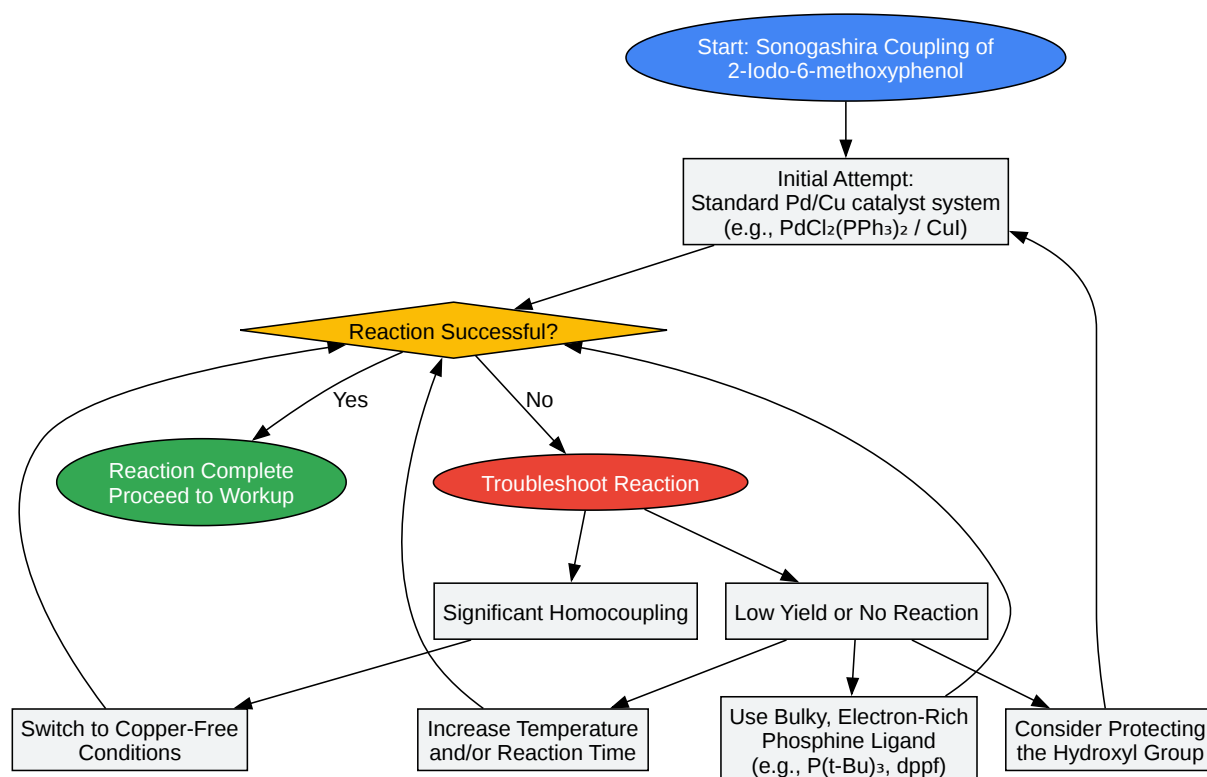 Start: Sonogashira Coupling of
2-Iodo-6-methoxyphenol
Initial Attempt:
Standard Pd/Cu catalyst system
(e.g., PdCl₂(PPh₃)₂ / CuI)
Reaction Successful?
Yes
No
Reaction Complete
Proceed to Workup
Troubleshoot Reaction
Significant Homocoupling
Low Yield or No Reaction
Switch to Copper-Free
Conditions
Increase Temperature
and/or Reaction Time
Use Bulky, Electron-Rich
Phosphine Ligand
(e.g., P(t-Bu)₃, dppf)
Consider Protecting
the Hydroxyl Group